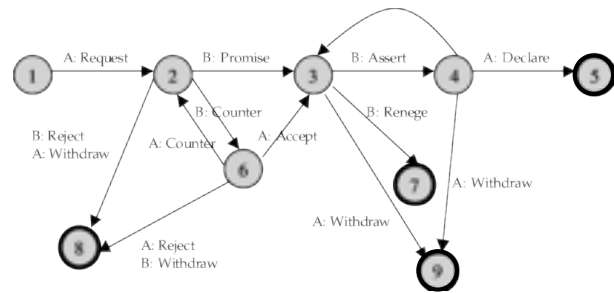 A: Request
B: Promise
B: Assert
A: Declare
1
2
3
4
5
B: Counter
B: Renege
B: Reject
A: Withdraw
A: Counter
A: Accept
6
7
A: Withdraw
A: Withdraw
8
A: Reject
B: Withdraw
9